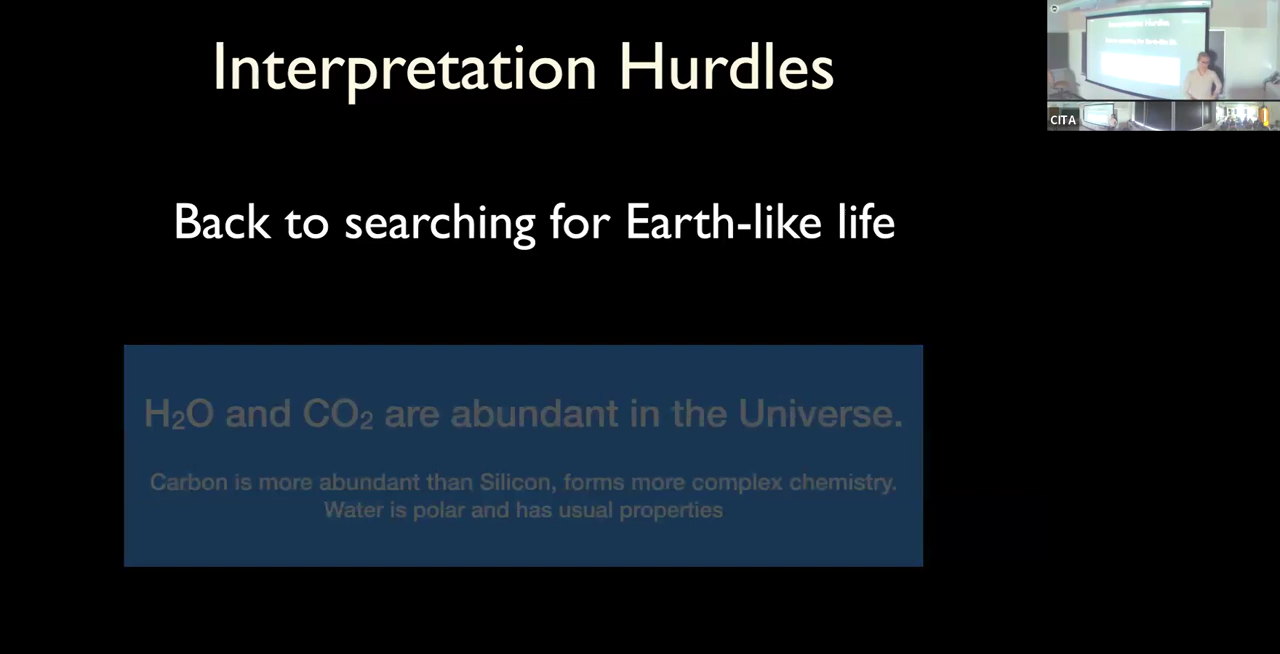 Interpretation Hurdles
Back to searching for Earth-like life
H₂O and CO₂ are abundant in the Universe.
Carbon is more abundant than Silicon, forms more complex chemistry.
Water is polar and has usual properties
CITA